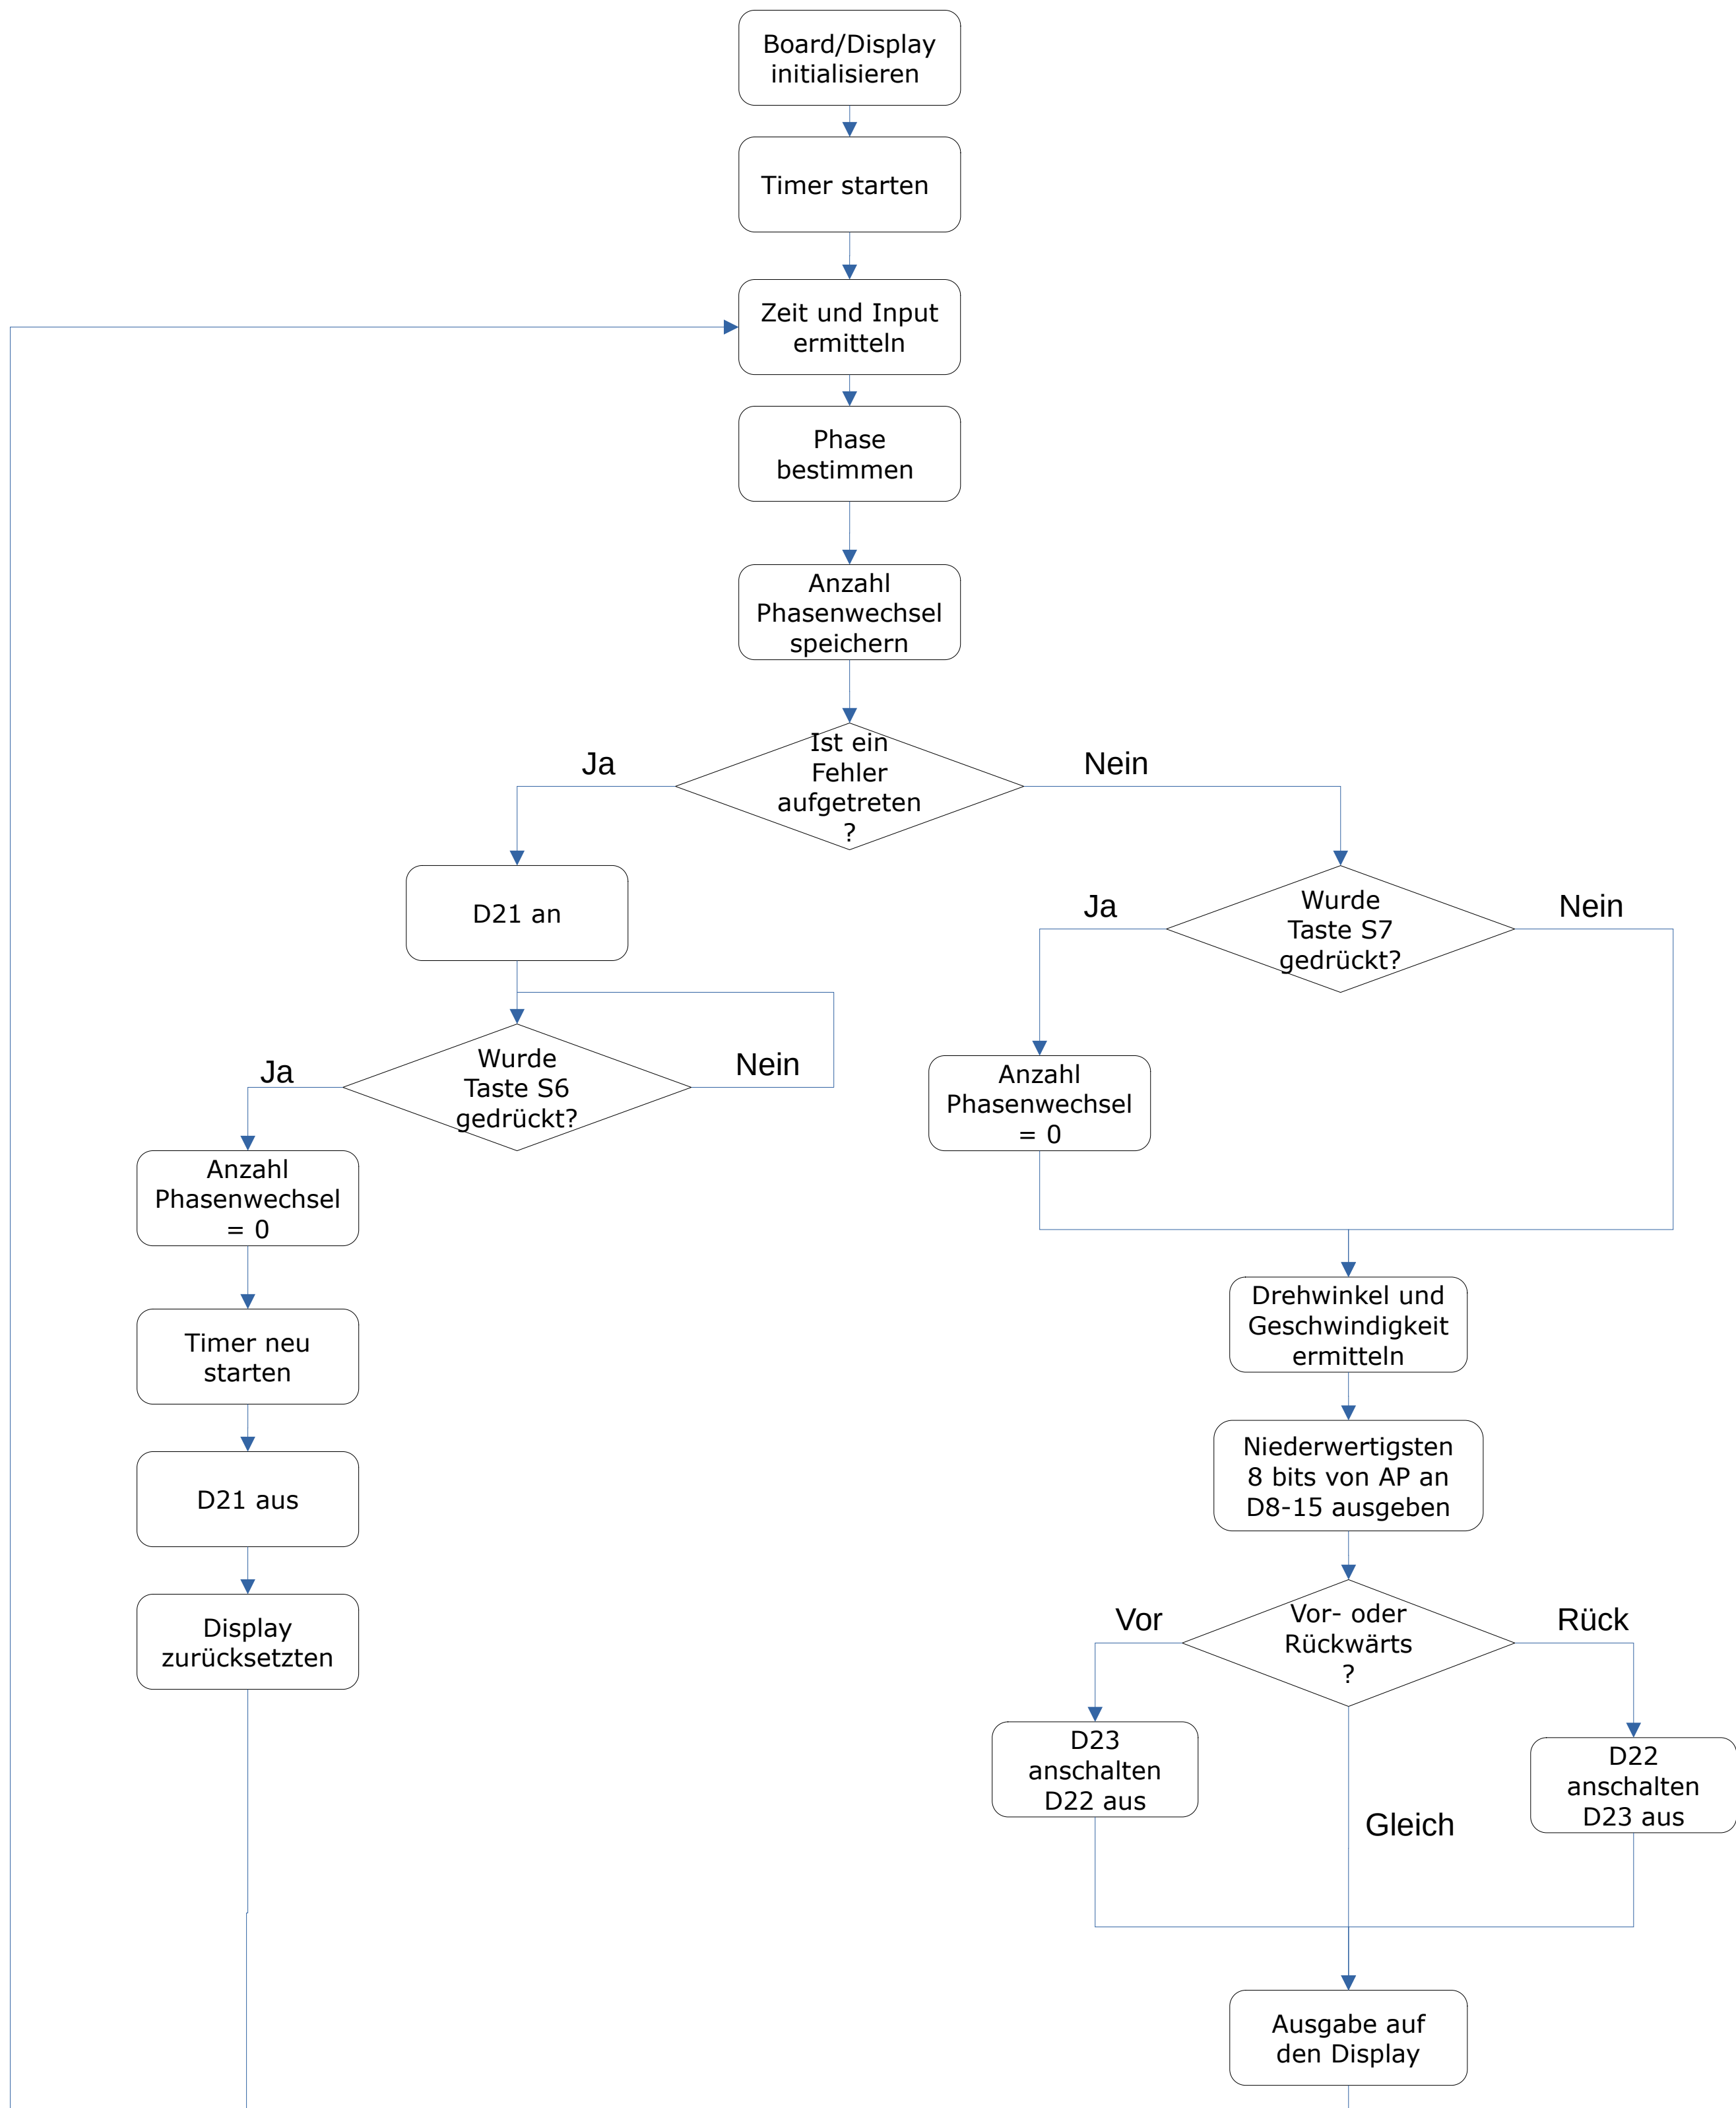 Board/Display
initialisieren
Timer starten
Zeit und Input
ermitteln
Phase
bestimmen
Anzahl
Phasenwechsel
speichern
Ist ein
Fehler
aufgetreten
?
Ja
Nein
D21 an
Wurde
Taste S7
gedrückt?
Ja
Nein
Wurde
Taste S6
gedrückt?
Ja
Nein
Anzahl
Phasenwechsel
= 0
Anzahl
Phasenwechsel
= 0
Timer neu
starten
D21 aus
Display
zurücksetzten
Drehwinkel und
Geschwindigkeit
ermitteln
Niederwertigsten
8 bits von AP an
D8-15 ausgeben
Vor- oder
Rückwärts
?
Vor
Rück
D23
anschalten
D22 aus
Gleich
D22
anschalten
D23 aus
Ausgabe auf
den Display